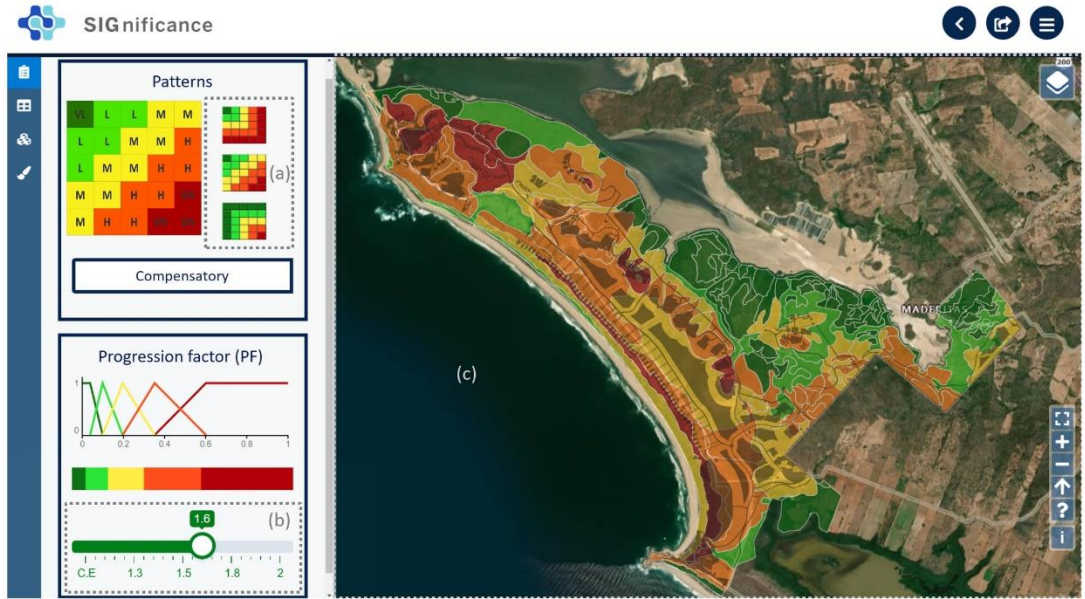 SIGnificance
Patterns
VL L L M M
L L M M H
L M M H H
M M H H
M H H
(a)
Compensatory
Progression factor (PF)
1
0
0 0.2 0.4 0.6 0.8 1
1.6
(b)
C.E 1.3 1.5 1.8 2
(c)
200
+
−
?
i